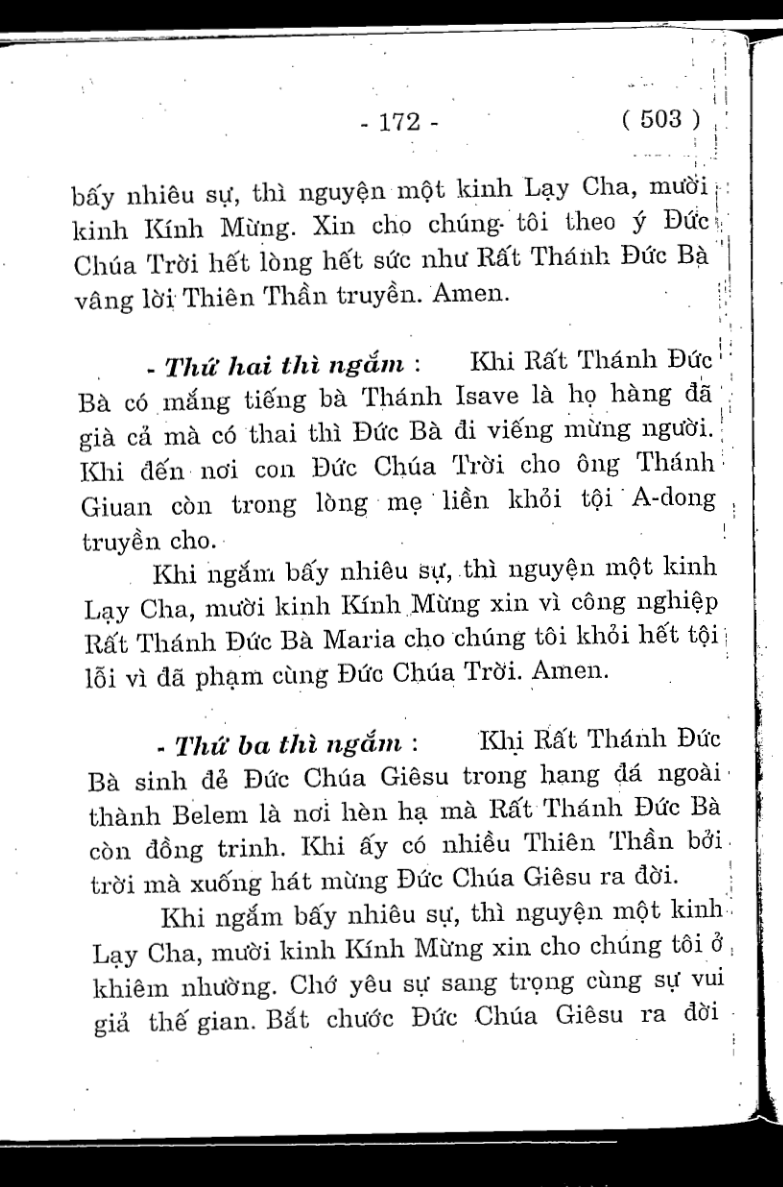 - 172 - ( 503 )
bấy nhiêu sự, thì nguyện một kinh Lạy Cha, mười
kinh Kính Mừng. Xin cho chúng tôi theo ý Đức
Chúa Trời hết lòng hết sức như Rất Thánh Đức Bà
vâng lời Thiên Thần truyền. Amen.
- Thứ hai thì ngắm : Khi Rất Thánh Đức
Bà có mắng tiếng bà Thánh Isave là họ hàng đã
già cả mà có thai thì Đức Bà đi viếng mừng người.
Khi đến nơi con Đức Chúa Trời cho ông Thánh
Giuan còn trong lòng mẹ liền khỏi tội A-dong
truyền cho.
Khi ngắm bấy nhiêu sự, thì nguyện một kinh
Lạy Cha, mười kinh Kính Mừng xin vì công nghiệp
Rất Thánh Đức Bà Maria cho chúng tôi khỏi hết tội
lỗi vì đã phạm cùng Đức Chúa Trời. Amen.
- Thứ ba thì ngắm : Khi Rất Thánh Đức
Bà sinh đẻ Đức Chúa Giêsu trong hang đá ngoài
thành Belem là nơi hèn hạ mà Rất Thánh Đức Bà
còn đồng trinh. Khi ấy có nhiều Thiên Thần bởi
trời mà xuống hát mừng Đức Chúa Giêsu ra đời.
Khi ngắm bấy nhiêu sự, thì nguyện một kinh
Lạy Cha, mười kinh Kính Mừng xin cho chúng tôi ở
khiêm nhường. Chớ yêu sự sang trọng cùng sự vui
giả thế gian. Bắt chước Đức Chúa Giêsu ra đời